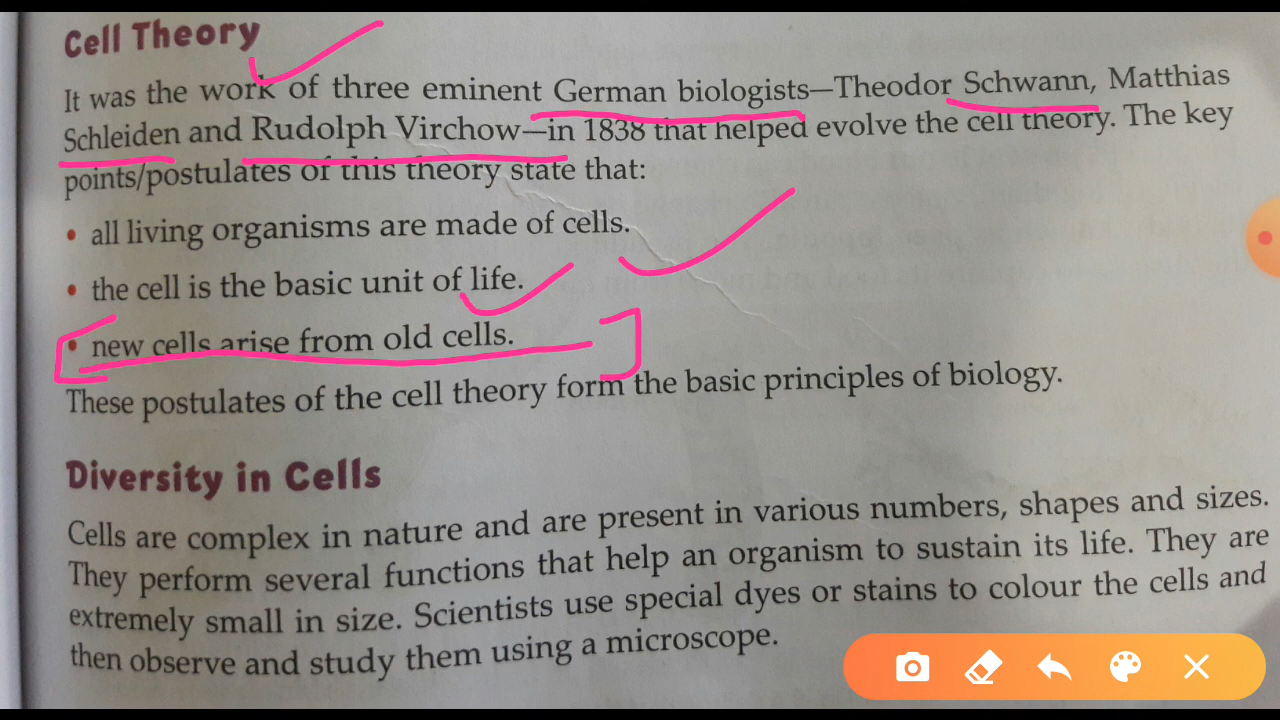 Cell Theory
It was the work of three eminent German biologists—Theodor Schwann, Matthias
Schleiden and Rudolph Virchow—in 1838 that helped evolve the cell theory. The key
points/postulates of this theory state that:
• all living organisms are made of cells.
• the cell is the basic unit of life.
• new cells arise from old cells.
These postulates of the cell theory form the basic principles of biology.
Diversity in Cells
Cells are complex in nature and are present in various numbers, shapes and sizes.
They perform several functions that help an organism to sustain its life. They are
extremely small in size. Scientists use special dyes or stains to colour the cells and
then observe and study them using a microscope.